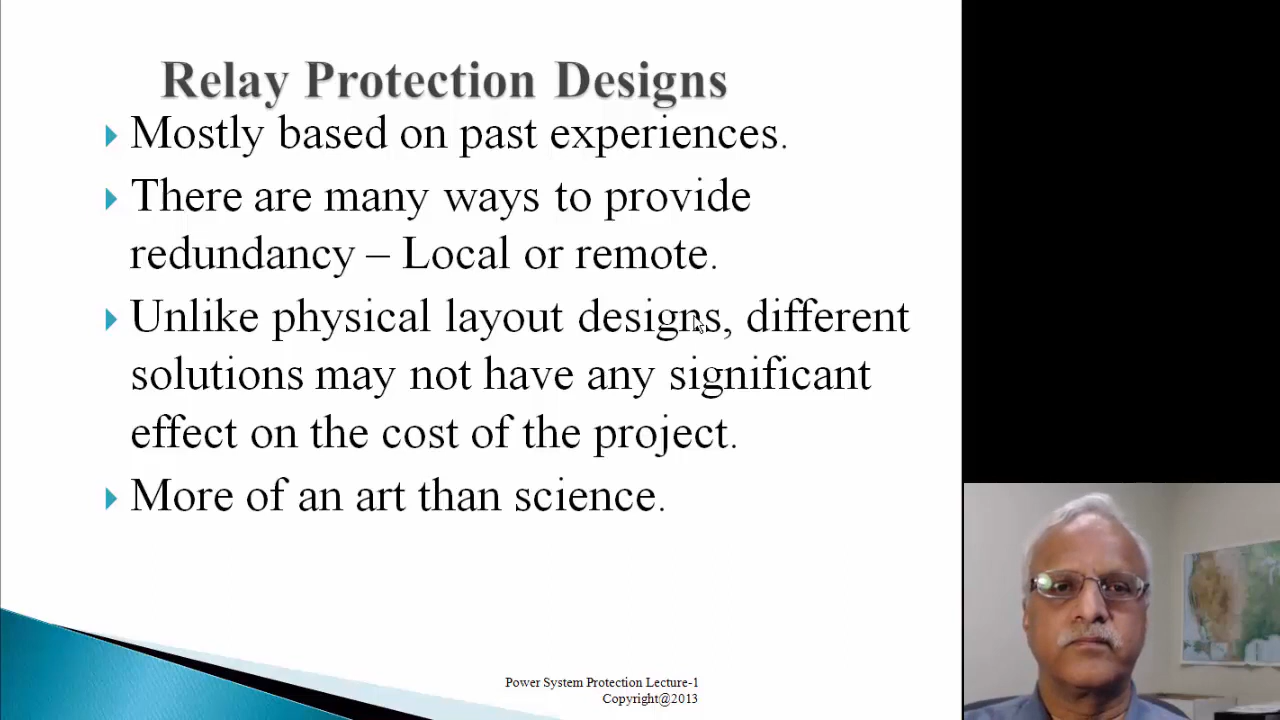 Relay Protection Designs
Mostly based on past experiences.
There are many ways to provide
redundancy – Local or remote.
Unlike physical layout designs, different
solutions may not have any significant
effect on the cost of the project.
More of an art than science.
Power System Protection Lecture-1
Copyright@2013